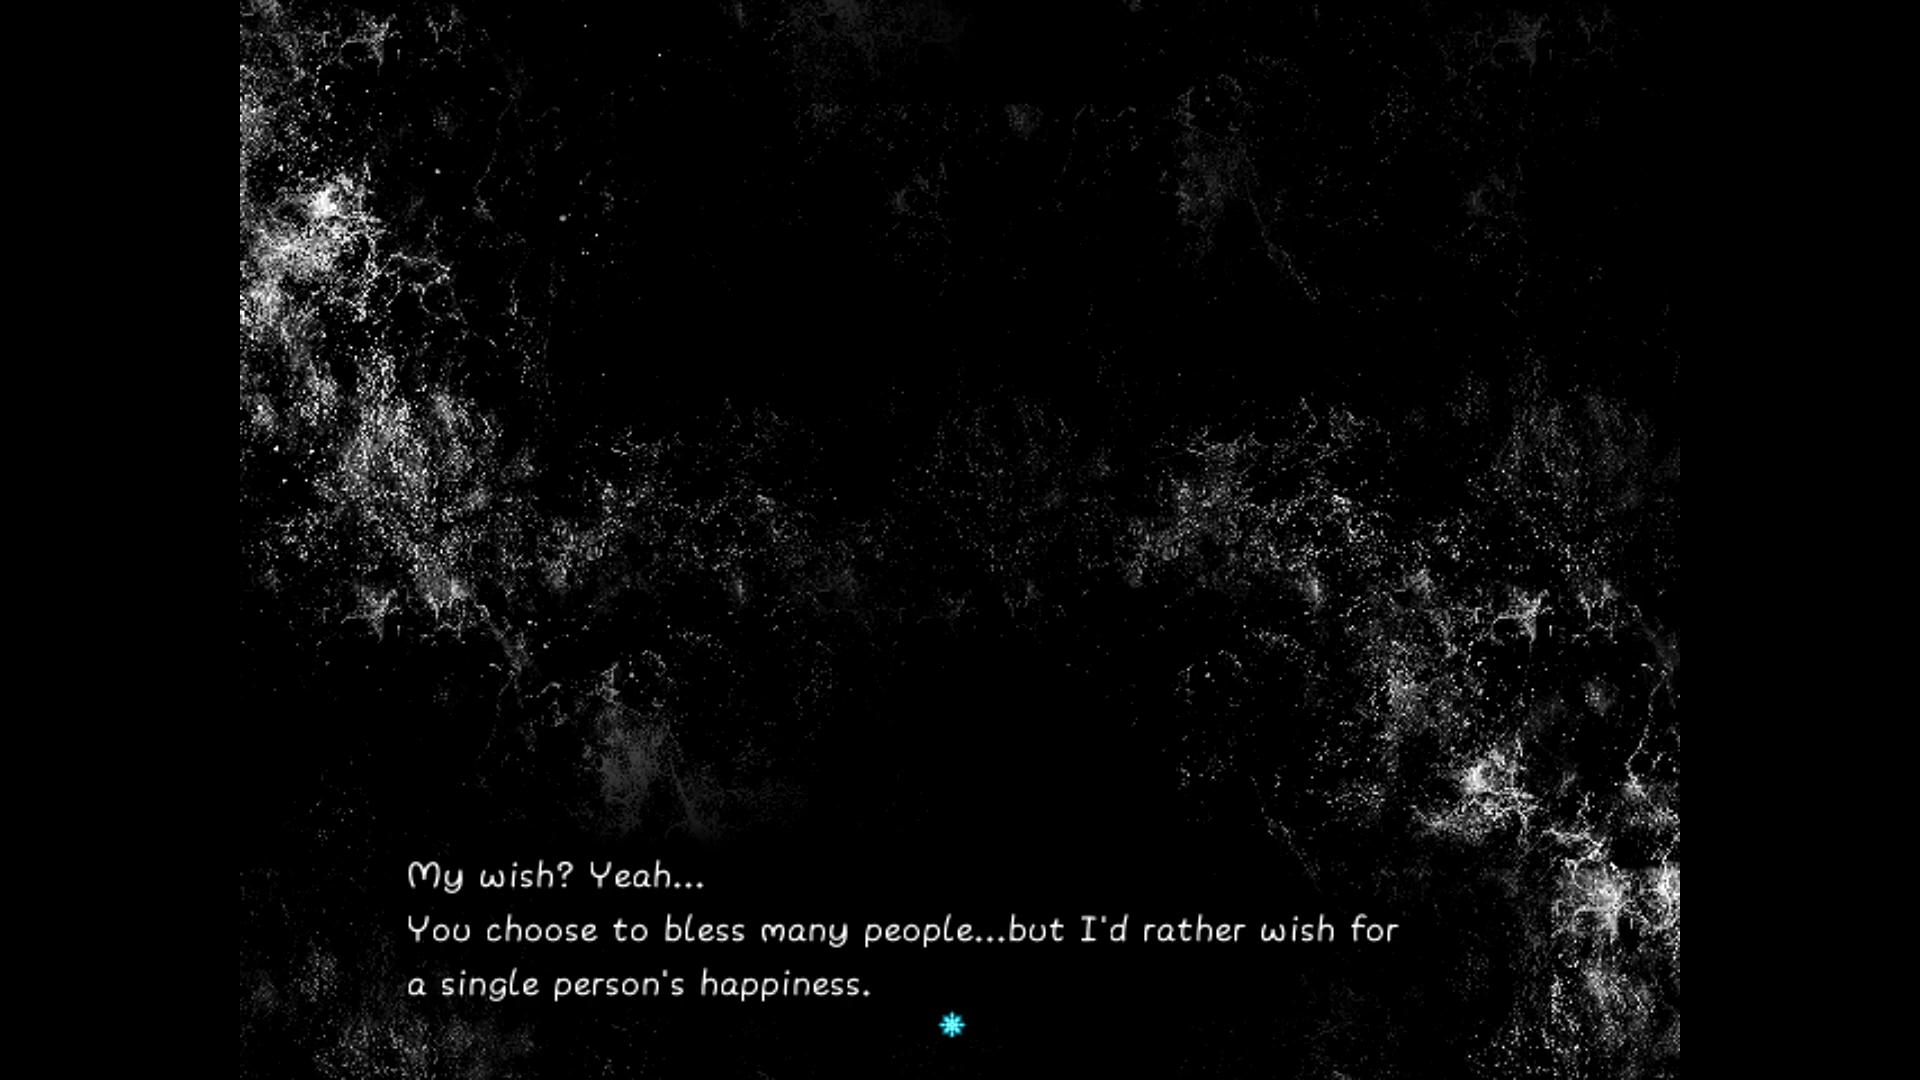 My wish? Yeah...
You choose to bless many people...but I'd rather wish for
a single person's happiness.